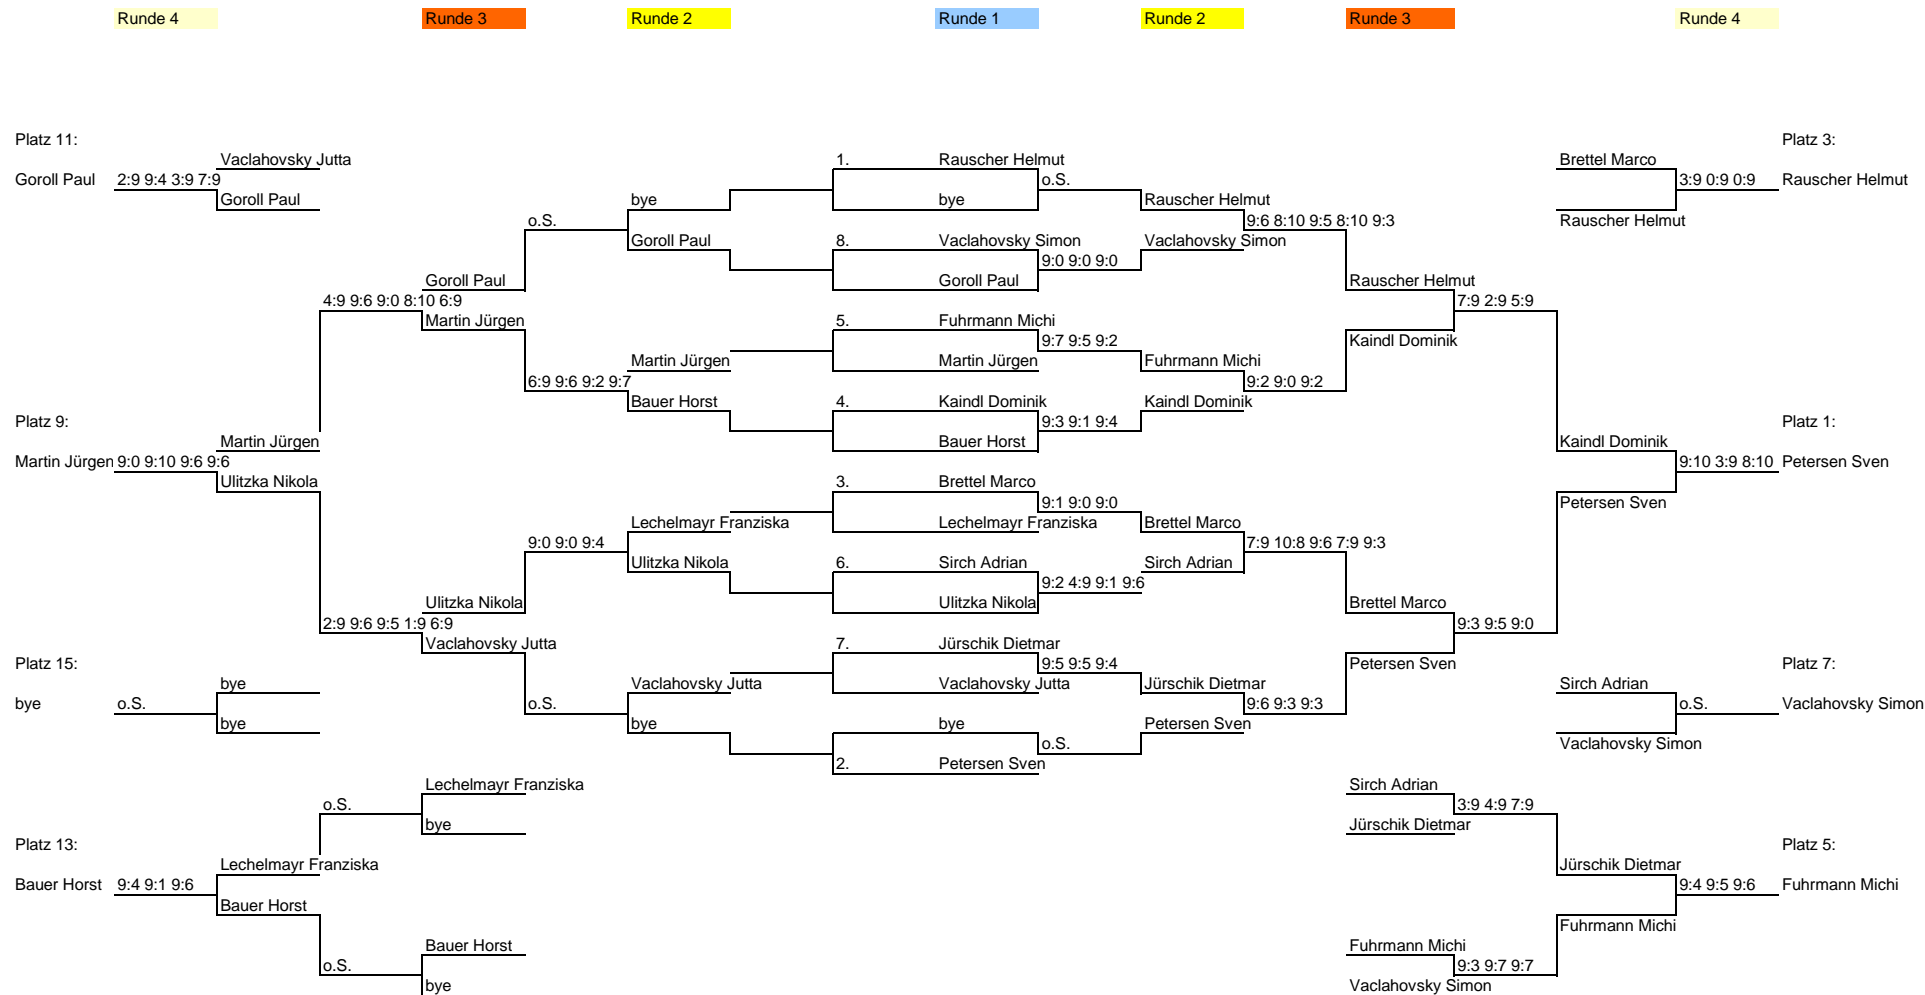 Runde 4 Runde 3 Runde 2 Runde 1 Runde 2 Runde 3 Runde 4
Platz 11: Platz 3:
Vaclahovsky Jutta 1. Rauscher Helmut Brettel Marco
Goroll Paul 2:9 9:4 3:9 7:9 o.S. 3:9 0:9 0:9 Rauscher Helmut
Goroll Paul bye bye Rauscher Helmut
o.S. 9:6 8:10 9:5 8:10 9:3 Rauscher Helmut
Goroll Paul 8. Vaclahovsky Simon Vaclahovsky Simon
9:0 9:0 9:0
Goroll Paul Goroll Paul Rauscher Helmut
4:9 9:6 9:0 8:10 6:9 7:9 2:9 5:9
Martin Jürgen 5. Fuhrmann Michi
9:7 9:5 9:2 Kaindl Dominik
Martin Jürgen Martin Jürgen Fuhrmann Michi
6:9 9:6 9:2 9:7 9:2 9:0 9:2
Bauer Horst 4. Kaindl Dominik Kaindl Dominik
Platz 9: 9:3 9:1 9:4 Platz 1:
Martin Jürgen Bauer Horst Kaindl Dominik
Martin Jürgen 9:0 9:10 9:6 9:6 9:10 3:9 8:10 Petersen Sven
Ulitzka Nikola 3. Brettel Marco
9:1 9:0 9:0 Petersen Sven
Lechelmayr Franziska Lechelmayr Franziska Brettel Marco
9:0 9:0 9:4 7:9 10:8 9:6 7:9 9:3
Ulitzka Nikola 6. Sirch Adrian Sirch Adrian
9:2 4:9 9:1 9:6
Ulitzka Nikola Ulitzka Nikola Brettel Marco
2:9 9:6 9:5 1:9 6:9 9:3 9:5 9:0
Vaclahovsky Jutta 7. Jürschik Dietmar
Platz 15: 9:5 9:5 9:4 Petersen Sven Platz 7:
bye Vaclahovsky Jutta Vaclahovsky Jutta Jürschik Dietmar Sirch Adrian
bye o.S. o.S. 9:6 9:3 9:3 o.S. Vaclahovsky Simon
bye bye bye Petersen Sven
o.S. Vaclahovsky Simon
2. Petersen Sven
Lechelmayr Franziska Sirch Adrian
o.S. 3:9 4:9 7:9
bye Jürschik Dietmar
Platz 13: Platz 5:
Lechelmayr Franziska Jürschik Dietmar
Bauer Horst 9:4 9:1 9:6 9:4 9:5 9:6 Fuhrmann Michi
Bauer Horst Fuhrmann Michi
Bauer Horst Fuhrmann Michi
o.S. 9:3 9:7 9:7
bye Vaclahovsky Simon